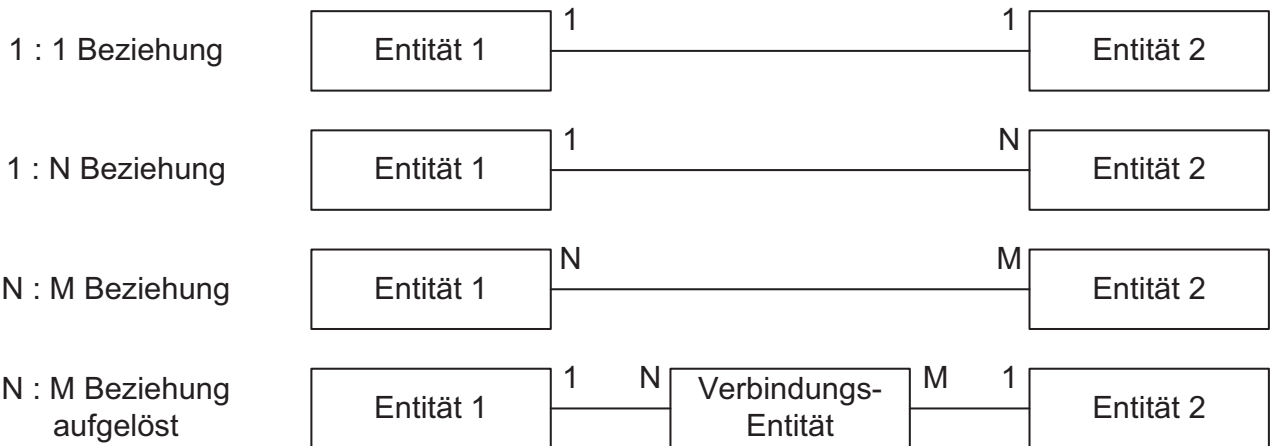 1 : 1 Beziehung
Entität 1
1
1
Entität 2
1 : N Beziehung
Entität 1
1
N
Entität 2
N : M Beziehung
Entität 1
N
M
Entität 2
N : M Beziehung
aufgelöst
Entität 1
1
N
Verbindungs-
Entität
M
1
Entität 2